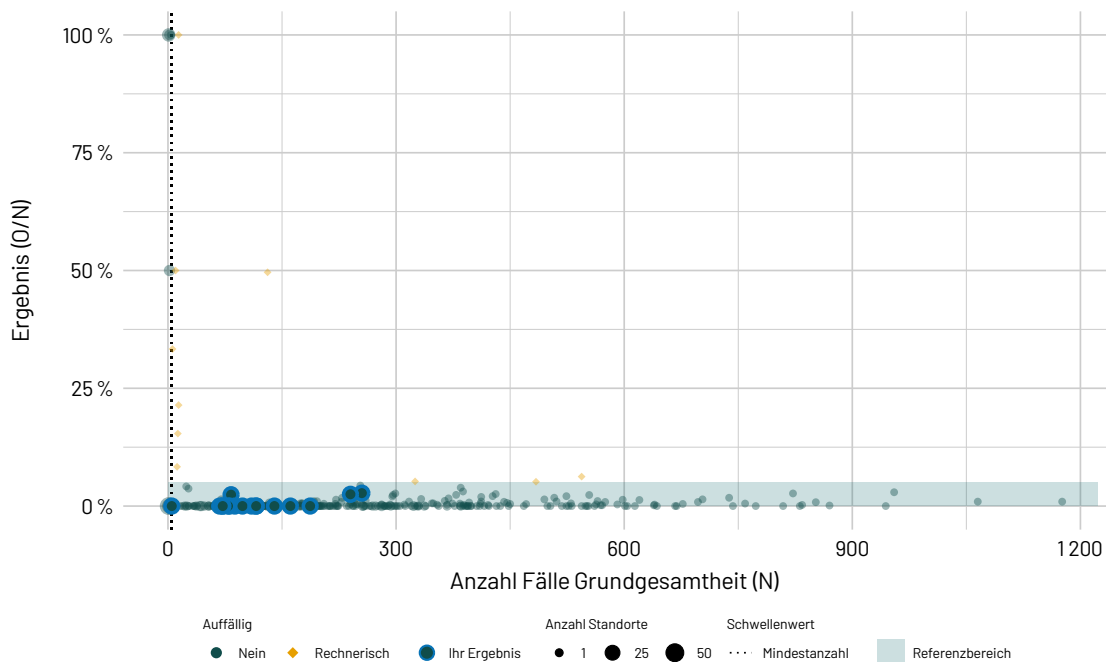 100 %
75 %
50 %
25 %
0 %
Ergebnis (O/N)
0 300 600 900 1200
Anzahl Fälle Grundgesamtheit (N)
Auffällig Anzahl Standorte Schwellenwert
Nein Rechnerisch Ihr Ergebnis 1 25 50 Mindestanzahl Referenzbereich